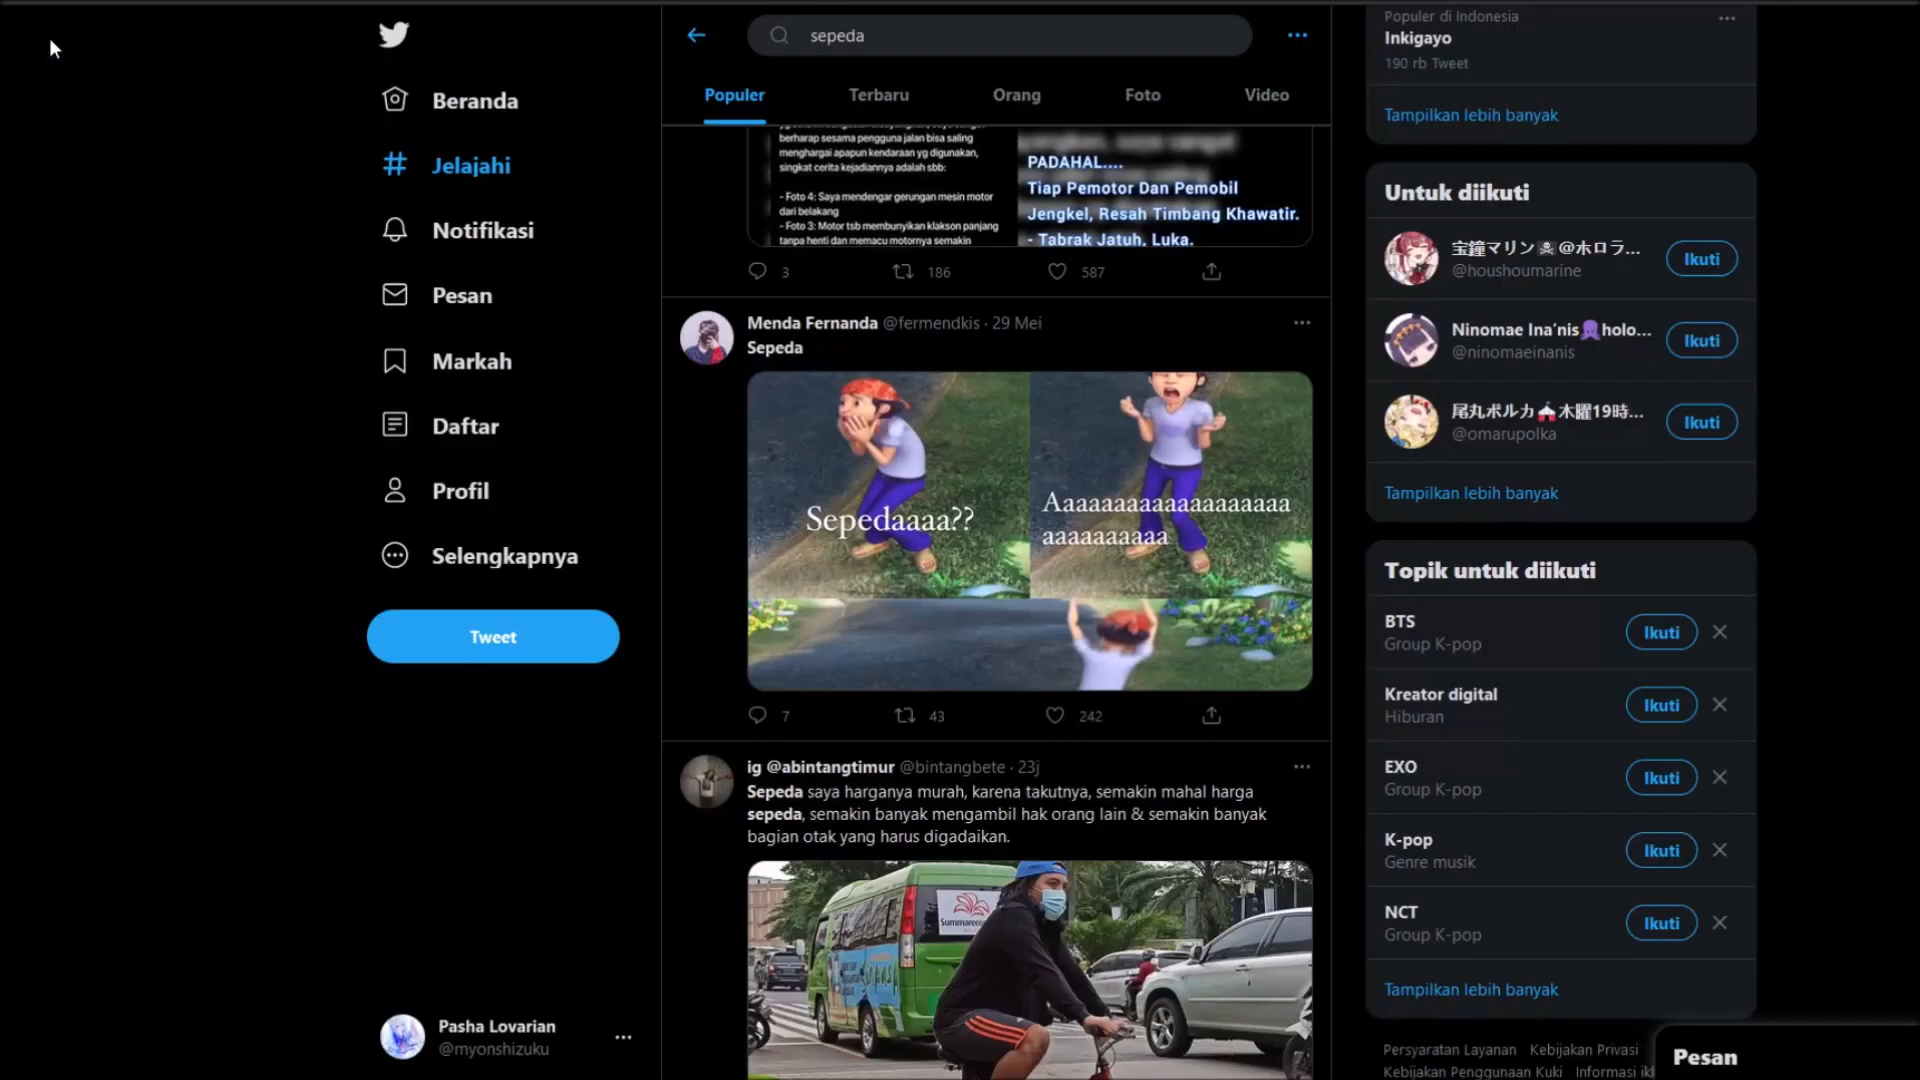 Beranda
Jelajahi
Notifikasi
Pesan
Markah
Daftar
Profil
Selengkapnya
Tweet
Pasha Lovarian
@myonshizuku
sepeda
Populer
Terbaru
Orang
Foto
Video
berharap sesama pengguna jalan bisa saling
menghargai apapun kendaraan yg digunakan,
singkat cerita kejadiannya adalah sbb:
- Foto 4: Saya mendengar gerungan mesin motor
dari belakang
- Foto 3: Motor tsb membunyikan klakson panjang
tanpa henti dan memacu motornya semakin
PADAHAL....
Tiap Pemotor Dan Pemobil
Jengkel, Resah Timbang Khawatir.
- Tabrak Jatuh, Luka.
3
186
587
Menda Fernanda @fermendkis · 29 Mei
Sepeda
Sepedaaaa??
Aaaaaaaaaaaaaaaaaa
aaaaaaaaaa
7
43
242
ig @abintangtimur @bintangbete · 23j
Sepeda saya harganya murah, karena takutnya, semakin mahal harga
sepeda, semakin banyak mengambil hak orang lain & semakin banyak
bagian otak yang harus digadaikan.
Populer di Indonesia
Inkigayo
190 rb Tweet
Tampilkan lebih banyak
Untuk diikuti
宝鐘マリン☠@ホロラ...
@houshoumarine
Ikuti
Ninomae Ina'nis🐙holo...
@ninomaeinanis
Ikuti
尾丸ポルカ🎪木曜19時...
@omarupolka
Ikuti
Tampilkan lebih banyak
Topik untuk diikuti
BTS
Group K-pop
Ikuti
Kreator digital
Hiburan
Ikuti
EXO
Group K-pop
Ikuti
K-pop
Genre musik
Ikuti
NCT
Group K-pop
Ikuti
Tampilkan lebih banyak
Persyaratan Layanan Kebijakan Privasi
Kebijakan Penggunaan Kuki Informasi
Pesan